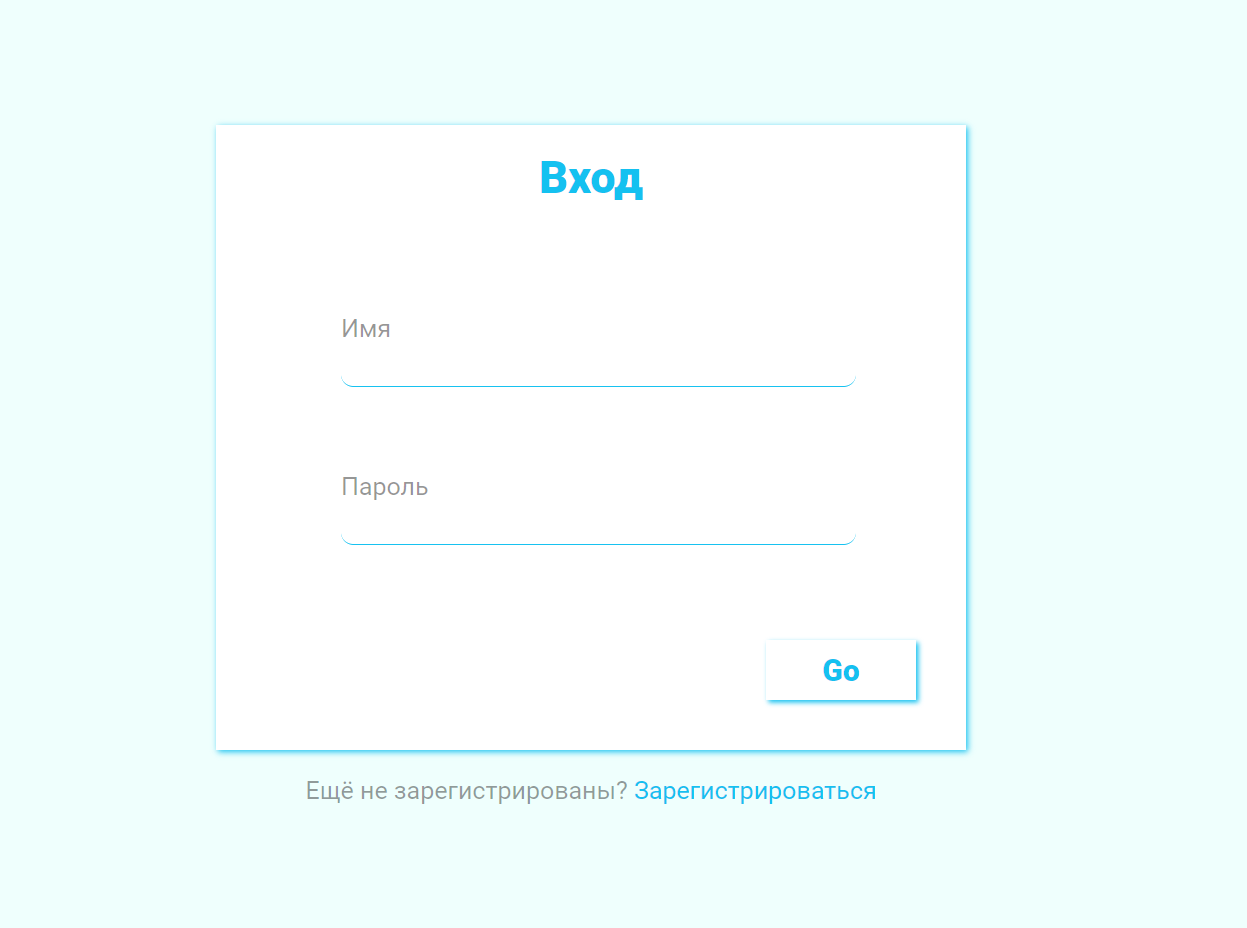 Вход
Имя
Пароль
Go
Ещё не зарегистрированы? Зарегистрироваться